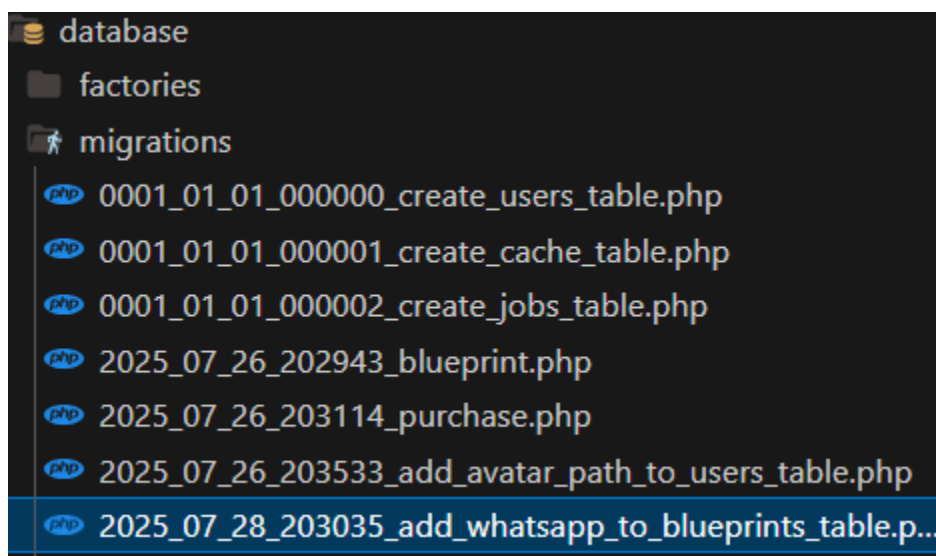 database
factories
migrations
php 0001_01_01_000000_create_users_table.php
php 0001_01_01_000001_create_cache_table.php
php 0001_01_01_000002_create_jobs_table.php
php 2025_07_26_202943_blueprint.php
php 2025_07_26_203114_purchase.php
php 2025_07_26_203533_add_avatar_path_to_users_table.php
php 2025_07_28_203035_add_whatsapp_to_blueprints_table.p...